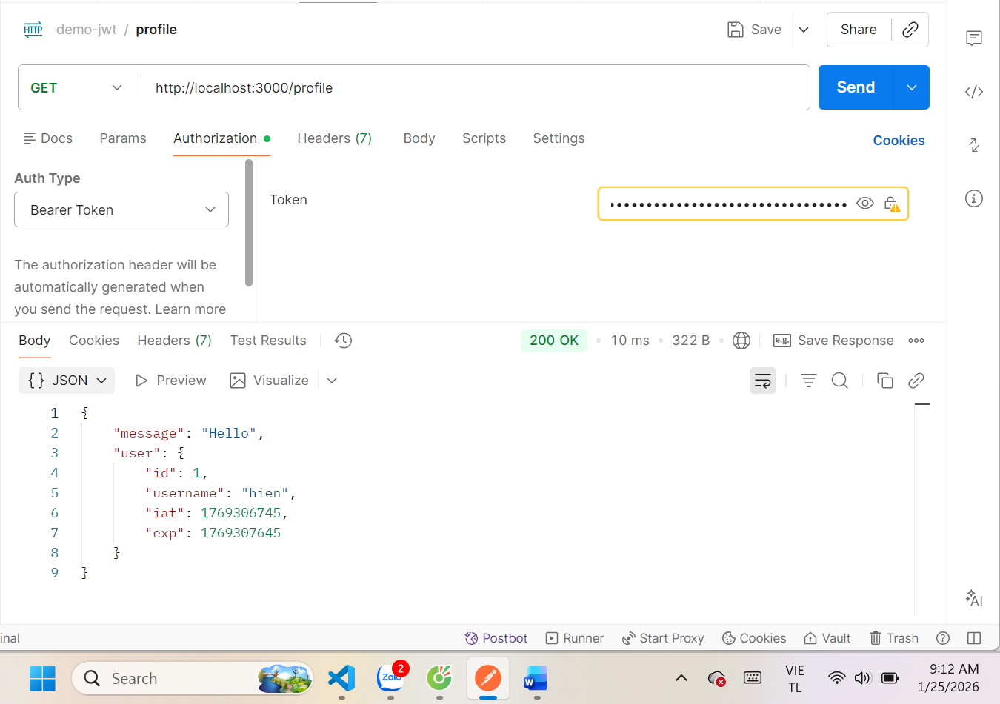 HTTP demo-jwt / profile Save Share
GET http://localhost:3000/profile Send
Docs Params Authorization Headers (7) Body Scripts Settings Cookies
Auth Type
Bearer Token
Token
The authorization header will be
automatically generated when
you send the request. Learn more
Body Cookies Headers (7) Test Results 200 OK 10 ms 322 B e.g. Save Response
{} JSON Preview Visualize
1 {
2 "message": "Hello",
3 "user": {
4 "id": 1,
5 "username": "hien",
6 "iat": 1769306745,
7 "exp": 1769307645
8 }
9 }
AI
inal Postbot Runner Start Proxy Cookies Vault Trash
Search Zalo 2 W VIE 9:12 AM
TL 1/25/2026